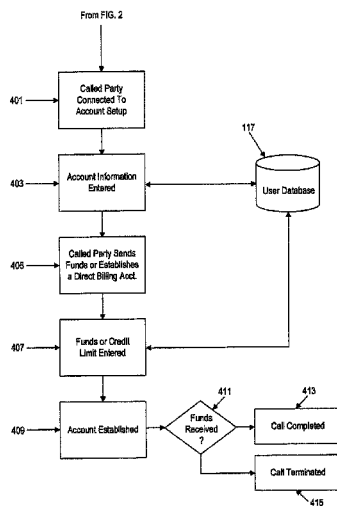 From FIG. 2
401
Called Party
Connected To
Account Setup
117
User Database
403
Account Information
Entered
405
Called Party Sends
Funds or Establishes
a Direct Billing Acct.
407
Funds or Credit
Limit Entered
409
Account Established
411
Funds
Received
?
413
Call Completed
Call Terminated
415